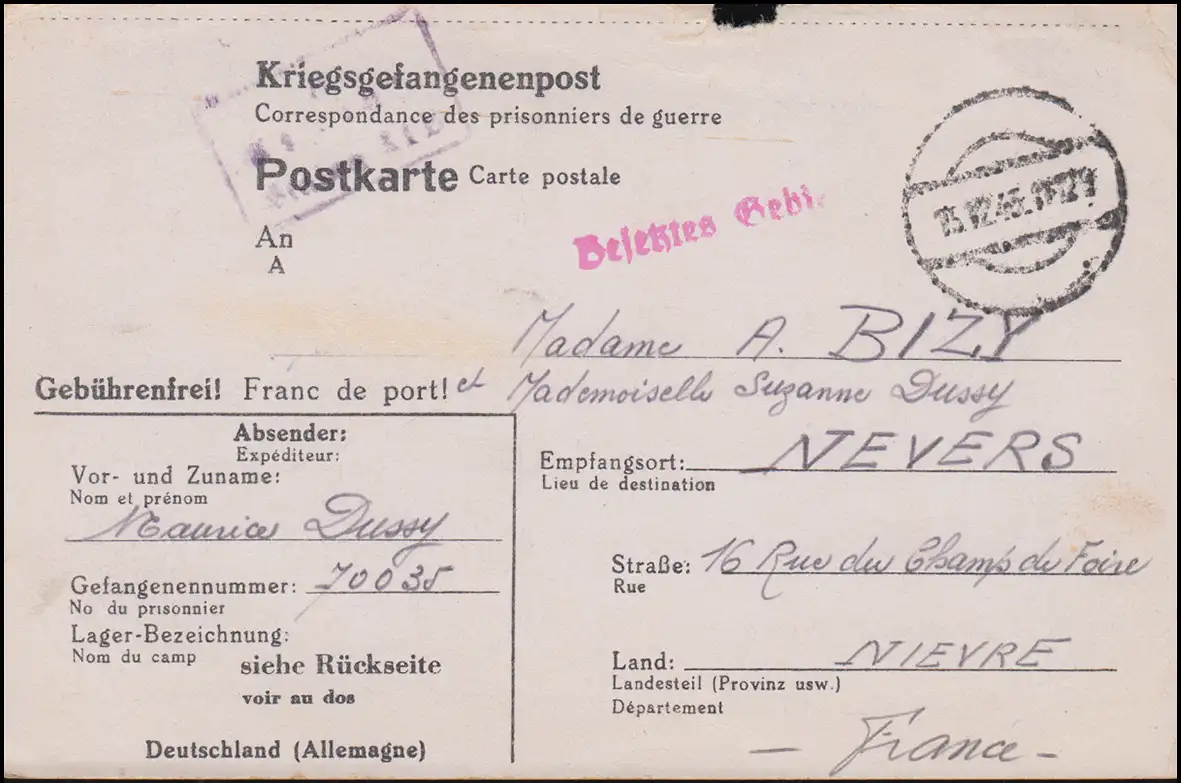 Kriegsgefangenenpost
Correspondance des prisonniers de guerre
Postkarte Carte postale
Besetztes Gebi
An
A
Madame A. BIZY
Gebührenfrei! Franc de port! et Mademoiselle Suzanne Dussy
Absender:
Expéditeur:
Vor- und Zuname:
Nom et prénom
Maurice Dussy
Gefangenennummer: 70035
No du prisonnier
Lager-Bezeichnung:
Nom du camp
siehe Rückseite
voir au dos
Deutschland (Allemagne)
Empfangsort: NEVERS
Lieu de destination
Straße: 16 Rue du Champ de Foire
Rue
Land: NIEVRE
Landesteil (Provinz usw.)
Département
— France —